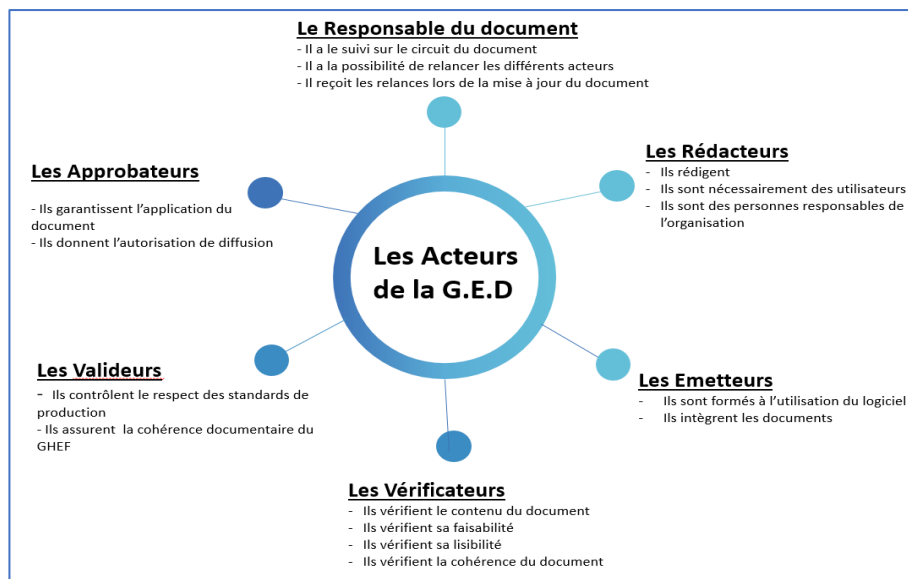 Le Responsable du document
- Il a le suivi sur le circuit du document
- Il a la possibilité de relancer les différents acteurs
- Il reçoit les relances lors de la mise à jour du document
Les Rédacteurs
- Ils rédigent
- Ils sont nécessairement des utilisateurs
- Ils sont des personnes responsables de
l'organisation
Les Emetteurs
- Ils sont formés à l'utilisation du logiciel
- Ils intègrent les documents
Les Vérificateurs
- Ils vérifient le contenu du document
- Ils vérifient sa faisabilité
- Ils vérifient sa lisibilité
- Ils vérifient la cohérence du document
Les Valideurs
- Ils contrôlent le respect des standards de
production
- Ils assurent la cohérence documentaire du
GHEF
Les Approbateurs
- Ils garantissent l'application du
document
- Ils donnent l'autorisation de diffusion
Les Acteurs
de la G.E.D